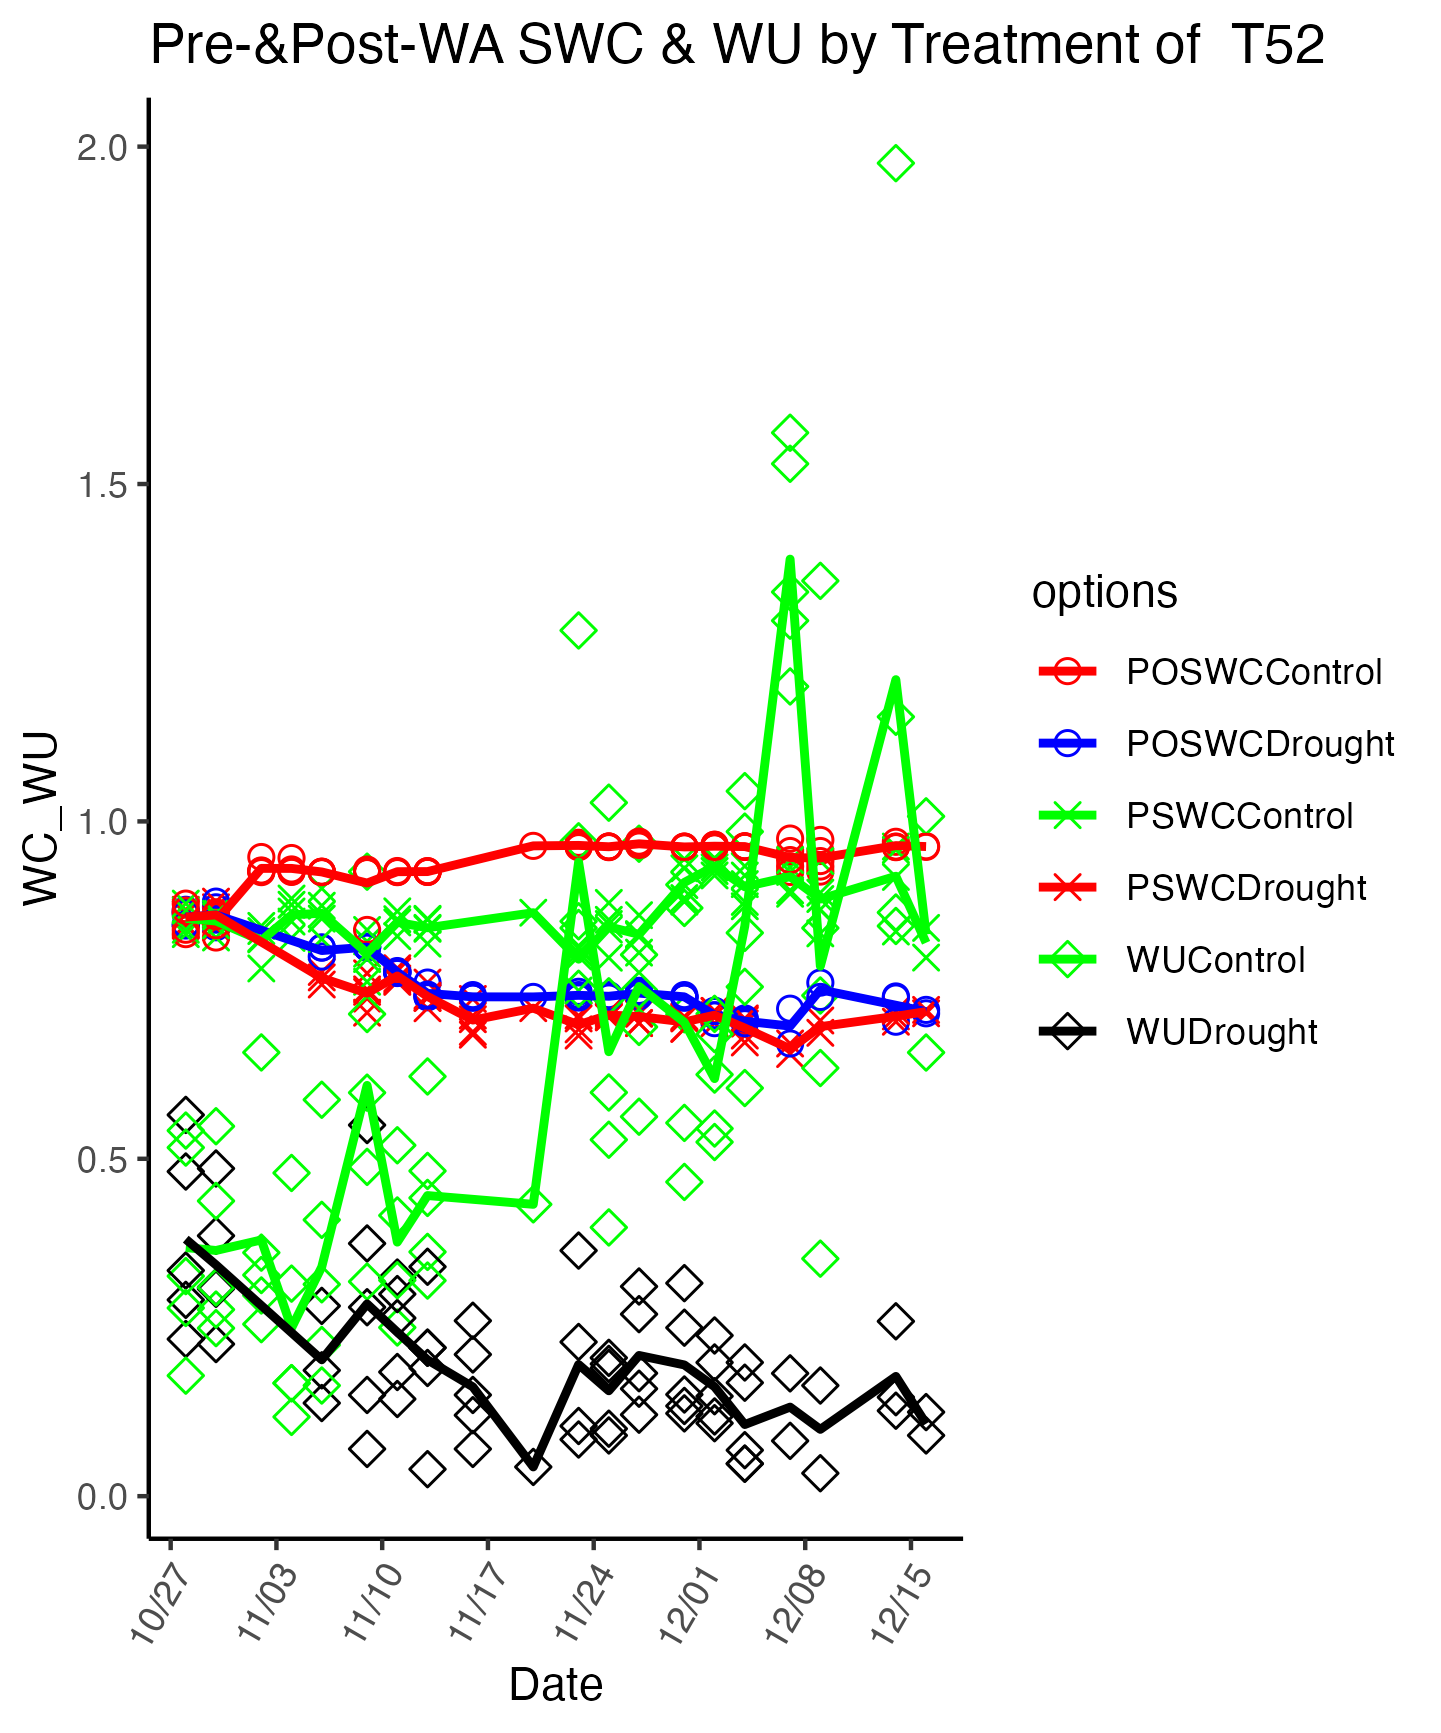 Pre-&Post-WA SWC & WU by Treatment of  T52
WC_WU
2.0
1.5
1.0
0.5
0.0
10/27
11/03
11/10
11/17
11/24
12/01
12/08
12/15
Date
options
POSWCControl
POSWCDrought
PSWCControl
PSWCDrought
WUControl
WUDrought